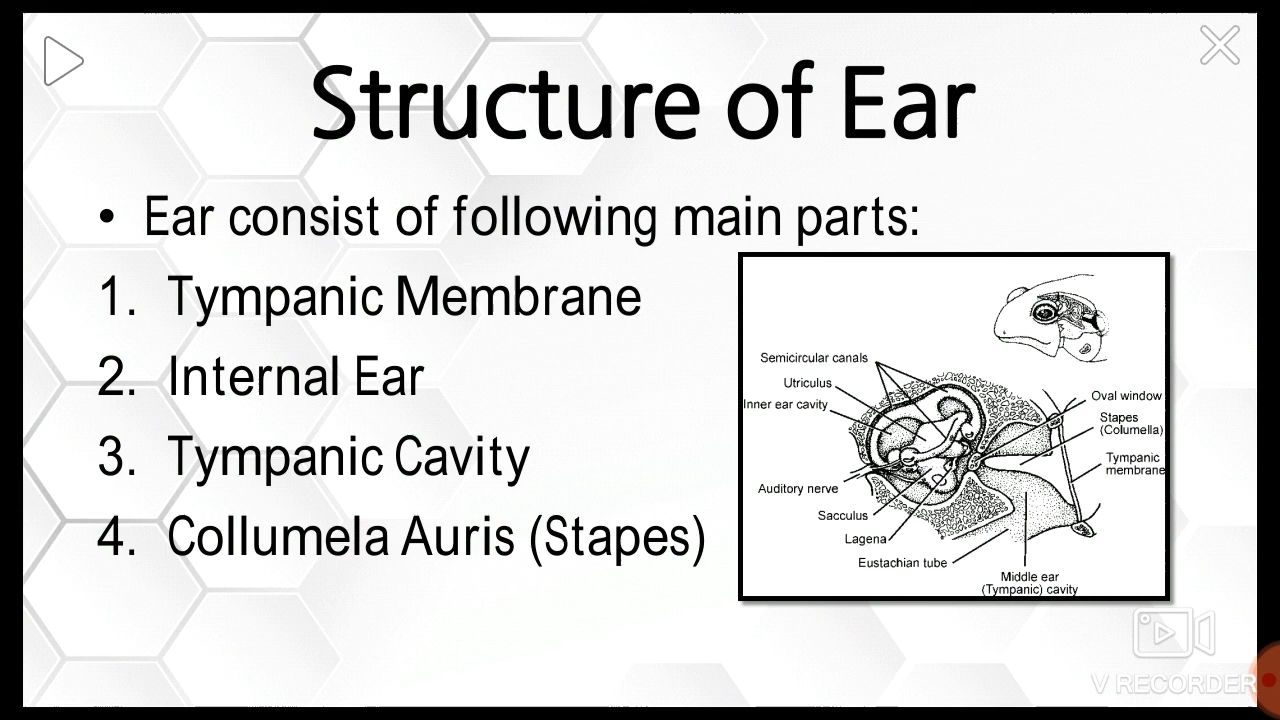 Structure of Ear
• Ear consist of following main parts:
1. Tympanic Membrane
2. Internal Ear
3. Tympanic Cavity
4. Collumela Auris (Stapes)
Semicircular canals
Utriculus
Inner ear cavity
Auditory nerve
Sacculus
Lagena
Eustachian tube
Middle ear
(Tympanic) cavity
Oval window
Stapes
(Columella)
Tympanic
membrane
V RECORDER